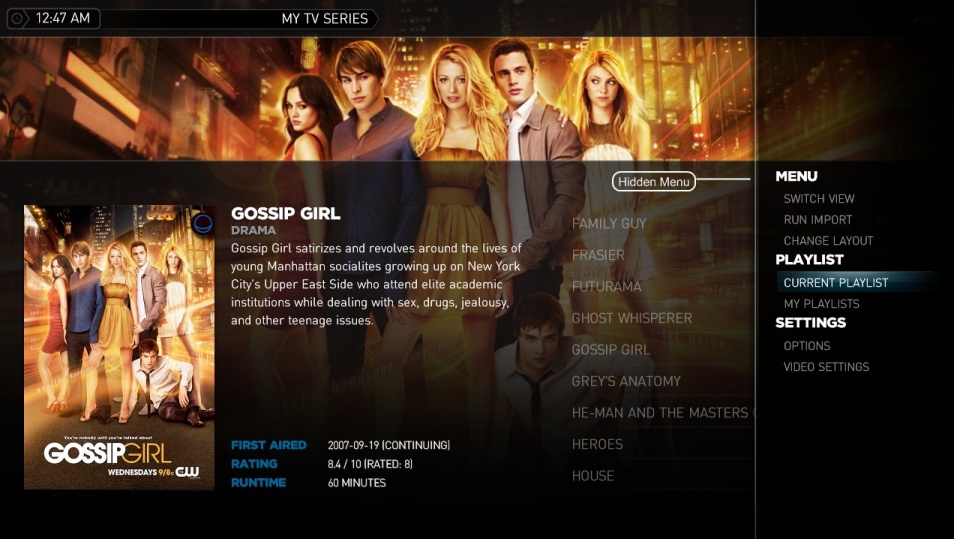 12:47 AM
MY TV SERIES
Hidden Menu
GOSSIP GIRL
DRAMA
Gossip Girl satirizes and revolves around the lives of
young Manhattan socialites growing up on New York
City's Upper East Side who attend elite academic
institutions while dealing with sex, drugs, jealousy,
and other teenage issues.
FIRST AIRED 2007-09-19 (CONTINUING)
RATING 8.4 / 10 (RATED: 8)
RUNTIME 60 MINUTES
You're nobody until you're talked about
GOSSIPGIRL
WEDNESDAYS 9/8c CW
FAMILY GUY
FRASIER
FUTURAMA
GHOST WHISPERER
GOSSIP GIRL
GREY'S ANATOMY
HE-MAN AND THE MASTERS
HEROES
HOUSE
MENU
SWITCH VIEW
RUN IMPORT
CHANGE LAYOUT
PLAYLIST
CURRENT PLAYLIST
MY PLAYLISTS
SETTINGS
OPTIONS
VIDEO SETTINGS